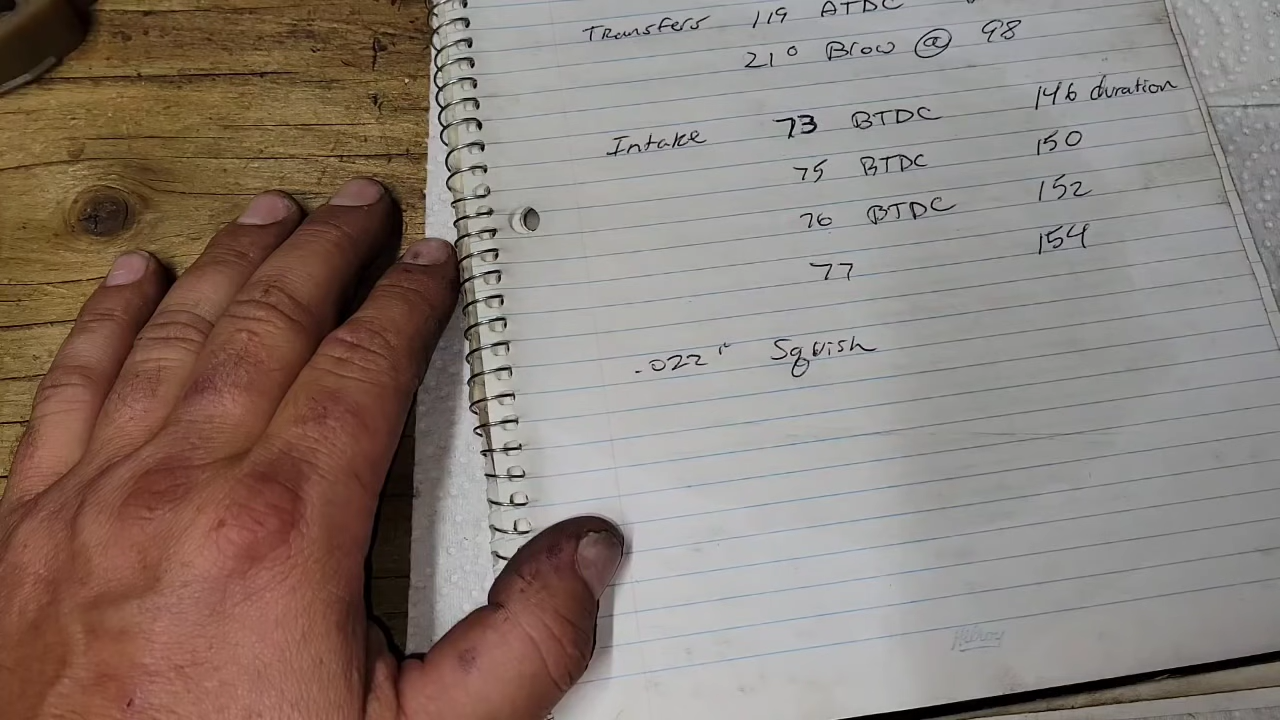 Transfers 119 ATDC
21° Blow @ 98
Intake 73 BTDC 146 duration
75 BTDC 150
76 BTDC 152
77 154
.022" Squish
Hilroy